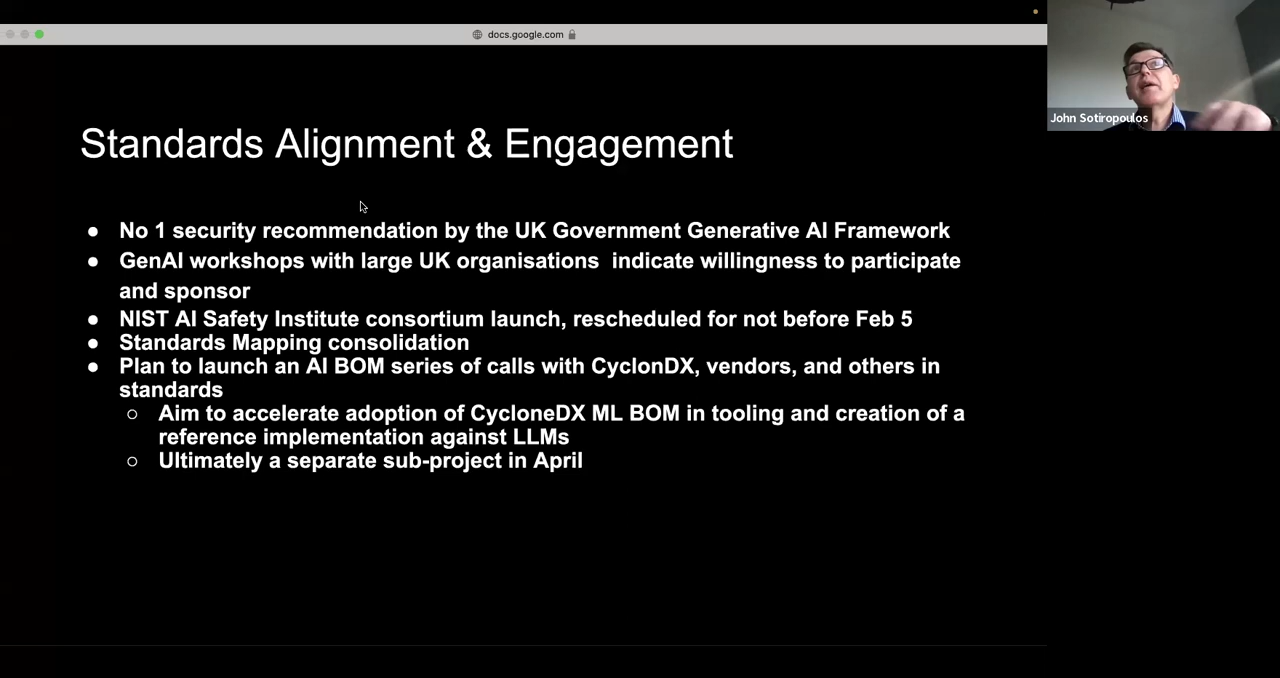 docs.google.com
John Sotiropoulos
Standards Alignment & Engagement
● No 1 security recommendation by the UK Government Generative AI Framework
● GenAI workshops with large UK organisations  indicate willingness to participate
and sponsor
● NIST AI Safety Institute consortium launch, rescheduled for not before Feb 5
● Standards Mapping consolidation
● Plan to launch an AI BOM series of calls with CyclonDX, vendors, and others in
standards
○ Aim to accelerate adoption of CycloneDX ML BOM in tooling and creation of a
reference implementation against LLMs
○ Ultimately a separate sub-project in April